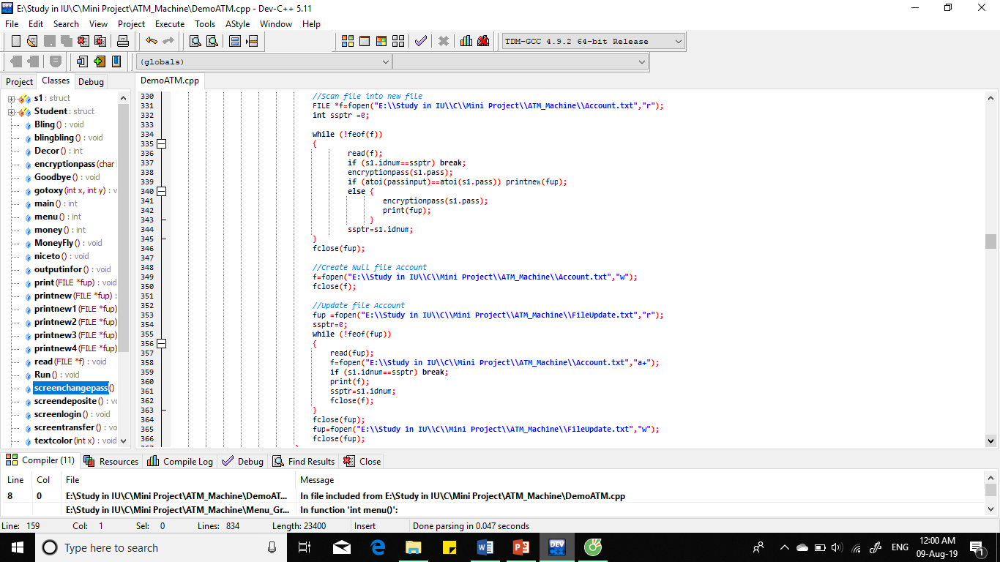 E:\Study in IU\C\Mini Project\ATM_Machine\DemoATM.cpp - Dev-C++ 5.11
File Edit Search View Project Execute Tools AStyle Window Help
TDM-GCC 4.9.2 64-bit Release
(globals)
Project Classes Debug
DemoATM.cpp
s1 : struct
Student : struct
Bling () : void
blingbling () : void
Decor () : int
encryptionpass (char
Goodbye () : void
gotoxy (int x, int y) : v
main () : int
menu () : int
money () : int
MoneyFly () : void
niceto () : void
outputinfor () : void
print (FILE *fup) : void
printnew (FILE *fup) :
printnew1 (FILE *fup)
printnew2 (FILE *fup)
printnew3 (FILE *fup)
printnew4 (FILE *fup)
read (FILE *f) : void
Run () : void
screenchangepass ()
screendeposite () : vo
screenlogin () : void
screentransfer () : vo
textcolor (int x) : void
330 //Scan file into new file
331 FILE *f=fopen("E:\\Study in IU\\C\\Mini Project\\ATM_Machine\\Account.txt","r");
332 int ssptr =0;
333
334 while (!feof(f))
335 {
336 read(f);
337 if (s1.idnum==ssptr) break;
338 encryptionpass(s1.pass);
339 if (atoi(passinput)==atoi(s1.pass)) printnew(fup);
340 else {
341 encryptionpass(s1.pass);
342 print(fup);
343 }
344 ssptr=s1.idnum;
345 }
346 fclose(fup);
347
348 //Create Null file Account
349 f=fopen("E:\\Study in IU\\C\\Mini Project\\ATM_Machine\\Account.txt","w");
350 fclose(f);
351
352 //Update file Account
353 fup =fopen("E:\\Study in IU\\C\\Mini Project\\ATM_Machine\\FileUpdate.txt","r");
354 ssptr=0;
355 while (!feof(fup))
356 {
357 read(fup);
358 f=fopen("E:\\Study in IU\\C\\Mini Project\\ATM_Machine\\Account.txt","a+");
359 if (s1.idnum==ssptr) break;
360 print(f);
361 ssptr=s1.idnum;
362 fclose(f);
363 }
364 fclose(fup);
365 fup=fopen("E:\\Study in IU\\C\\Mini Project\\ATM_Machine\\FileUpdate.txt","w");
366 fclose(fup);
Compiler (11) Resources Compile Log Debug Find Results Close
Line Col File Message
8 0 E:\Study in IU\C\Mini Project\ATM_Machine\DemoAT... In file included from E:\Study in IU\C\Mini Project\ATM_Machine\DemoATM.cpp
E:\Study in IU\C\Mini Project\ATM_Machine\Menu_Gr... In function 'int menu()':
Line: 159 Col: 1 Sel: 0 Lines: 834 Length: 23400 Insert Done parsing in 0.047 seconds
Type here to search
ENG
12:00 AM
09-Aug-19
1